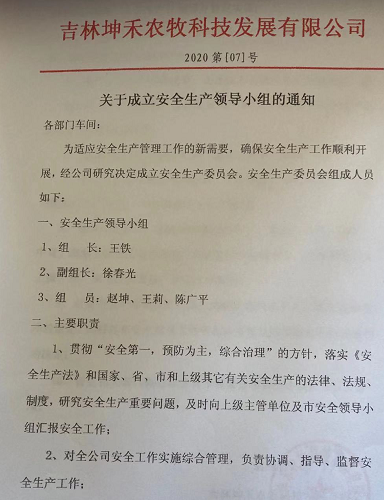 吉林坤禾农牧科技发展有限公司
2020 第[07]号
关于成立安全生产领导小组的通知
各部门车间：
为适应安全生产管理工作的新需要，确保安全生产工作顺利开
展，经公司研究决定成立安全生产委员会。安全生产委员会组成人员
如下：
一、安全生产领导小组
1、组 长：王铁
2、副组长：徐春光
3、组 员：赵坤、王莉、陈广平
二、主要职责
1、贯彻“安全第一，预防为主，综合治理”的方针，落实《安
全生产法》和国家、省、市和上级其它有关安全生产的法律、法规、
制度，研究安全生产重要问题，及时向上级主管单位及市安全领导小
组汇报安全工作；
2、对全公司安全工作实施综合管理，负责协调、指导、监督安
全生产工作；